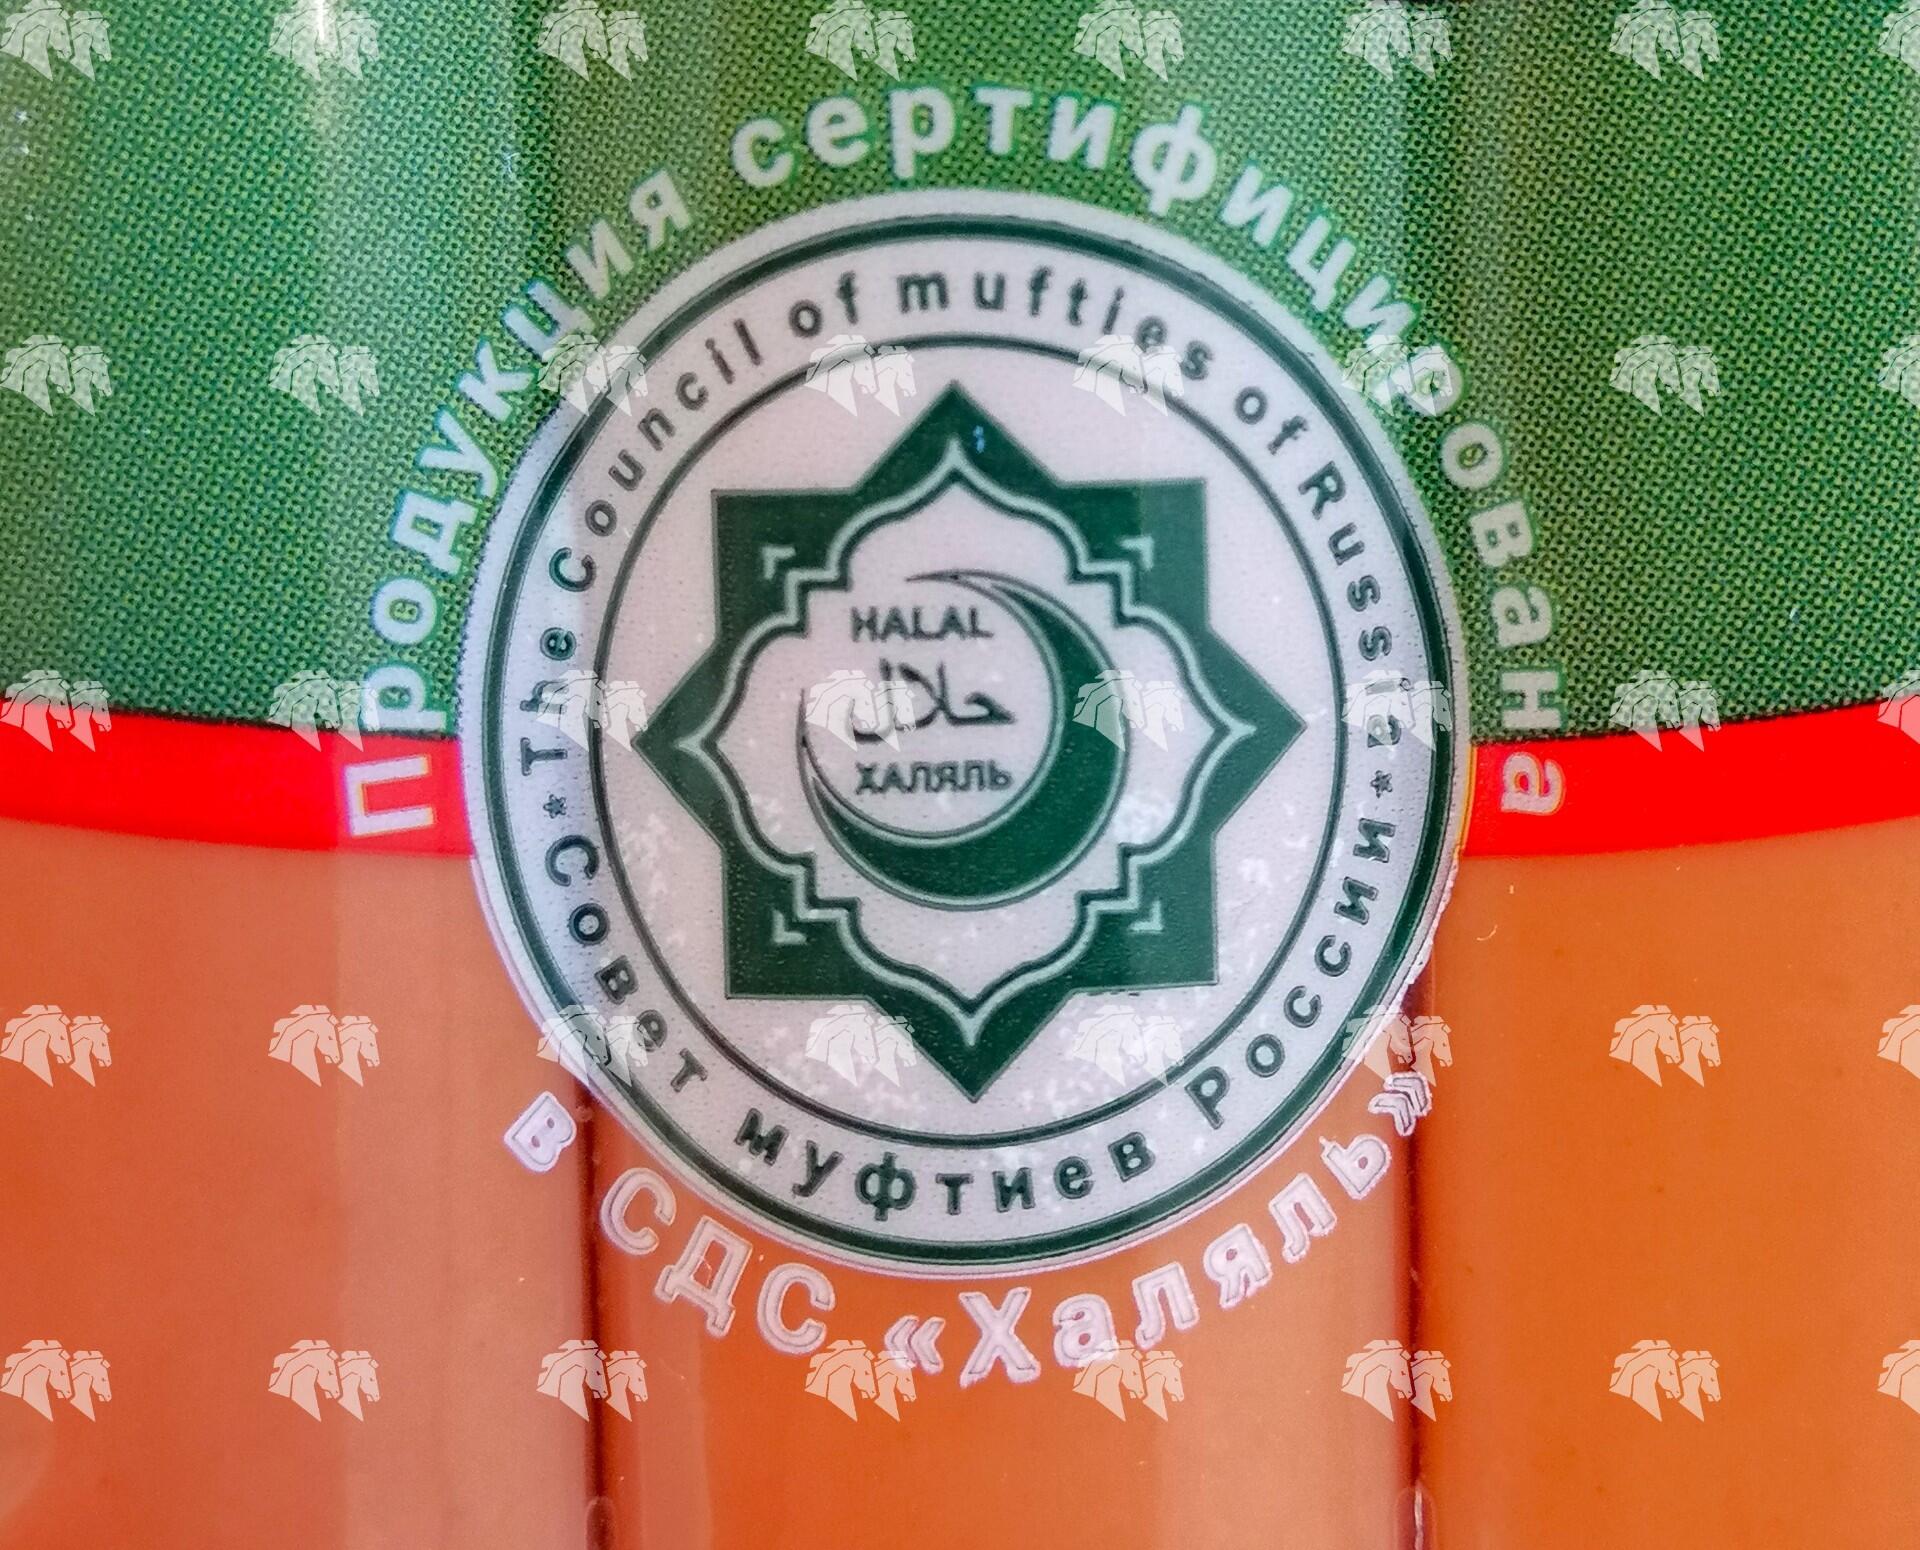 Продукция сертифицирована
The Council of mufties of Russia
HALAL
حلال
ХАЛЯЛЬ
* Совет муфтиев России *
в СДС «Халяль«